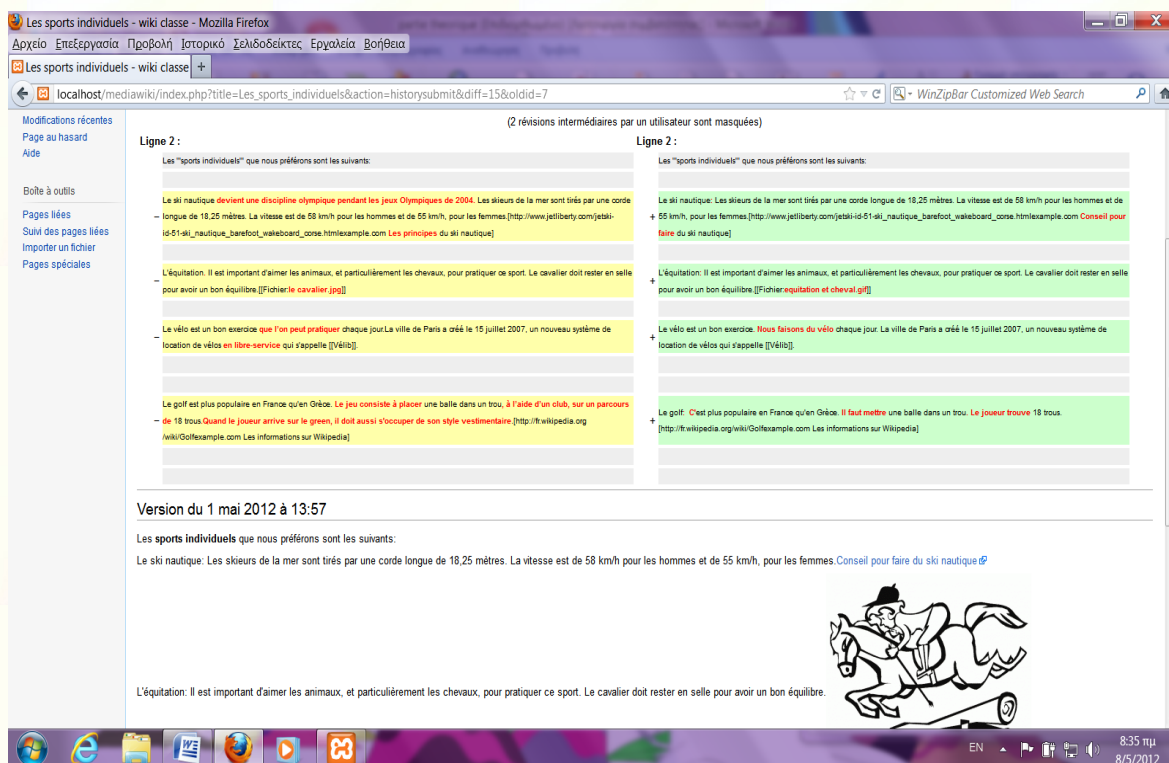 Les sports individuels - wiki classe - Mozilla Firefox
Αρχείο Επεξεργασία Προβολή Ιστορικό Σελιδοδείκτες Εργαλεία Βοήθεια
Les sports individuels - wiki classe +
localhost/mediawiki/index.php?title=Les_sports_individuels&action=historysubmit&diff=15&oldid=7
WinZipBar Customized Web Search
Modifications récentes
Page au hasard
Aide
Boîte à outils
Pages liées
Suivi des pages liées
Importer un fichier
Pages spéciales
(2 révisions intermédiaires par un utilisateur sont masquées)
Ligne 2 :
Les '''sports individuels''' que nous préférons sont les suivants:
Le ski nautique devient une discipline olympique pendant les jeux Olympiques de 2004. Les skieurs de la mer sont tirés par une corde
– longue de 18,25 mètres. La vitesse est de 58 km/h pour les hommes et de 55 km/h, pour les femmes.[http://www.jetliberty.com/jetski-
id-51-ski_nautique_barefoot_wakeboard_corse.htmlexample.com Les principes du ski nautique]
L'équitation. Il est important d'aimer les animaux, et particulièrement les chevaux, pour pratiquer ce sport. Le cavalier doit rester en selle
– pour avoir un bon équilibre.[[Fichier:le cavalier.jpg]]
Le vélo est un bon exercice que l'on peut pratiquer chaque jour.La ville de Paris a créé le 15 juillet 2007, un nouveau système de
– location de vélos en libre-service qui s'appelle [[Vélib]].
Le golf est plus populaire en France qu'en Grèce. Le jeu consiste à placer une balle dans un trou, à l'aide d'un club, sur un parcours
– de 18 trous.Quand le joueur arrive sur le green, il doit aussi s'occuper de son style vestimentaire.[http://fr.wikipedia.org
/wiki/Golfexample.com Les informations sur Wikipedia]
Ligne 2 :
Les '''sports individuels''' que nous préférons sont les suivants:
Le ski nautique: Les skieurs de la mer sont tirés par une corde longue de 18,25 mètres. La vitesse est de 58 km/h pour les hommes et de
+ 55 km/h, pour les femmes.[http://www.jetliberty.com/jetski-id-51-ski_nautique_barefoot_wakeboard_corse.htmlexample.com Conseil pour
faire du ski nautique]
L'équitation: Il est important d'aimer les animaux, et particulièrement les chevaux, pour pratiquer ce sport. Le cavalier doit rester en selle
+ pour avoir un bon équilibre.[[Fichier:equitation et cheval.gif]]
Le vélo est un bon exercice. Nous faisons du vélo chaque jour. La ville de Paris a créé le 15 juillet 2007, un nouveau système de
+ location de vélos qui s'appelle [[Vélib]].
Le golf: C'est plus populaire en France qu'en Grèce. Il faut mettre une balle dans un trou. Le joueur trouve 18 trous.
+ [http://fr.wikipedia.org/wiki/Golfexample.com Les informations sur Wikipedia]
Version du 1 mai 2012 à 13:57
Les sports individuels que nous préférons sont les suivants:
Le ski nautique: Les skieurs de la mer sont tirés par une corde longue de 18,25 mètres. La vitesse est de 58 km/h pour les hommes et de 55 km/h, pour les femmes.Conseil pour faire du ski nautique
L'équitation: Il est important d'aimer les animaux, et particulièrement les chevaux, pour pratiquer ce sport. Le cavalier doit rester en selle pour avoir un bon équilibre.
EN
8:35 πμ
8/5/2012